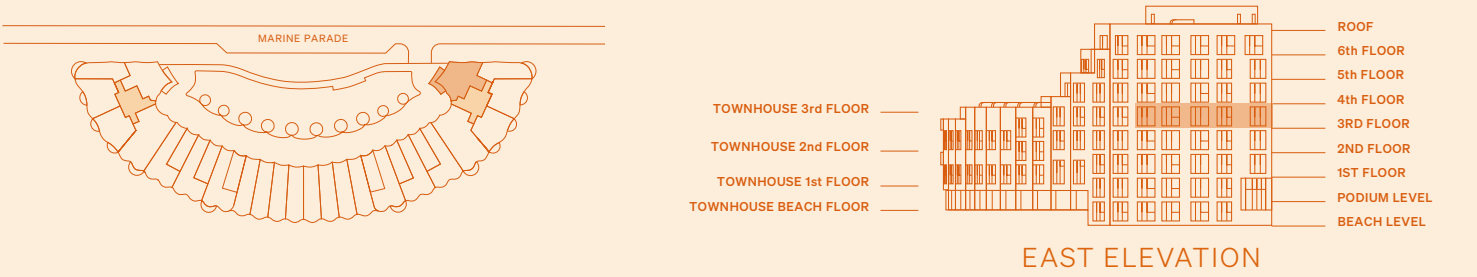 MARINE PARADE
TOWNHOUSE 3rd FLOOR
TOWNHOUSE 2nd FLOOR
TOWNHOUSE 1st FLOOR
TOWNHOUSE BEACH FLOOR
ROOF
6th FLOOR
5th FLOOR
4th FLOOR
3RD FLOOR
2ND FLOOR
1ST FLOOR
PODIUM LEVEL
BEACH LEVEL
EAST ELEVATION